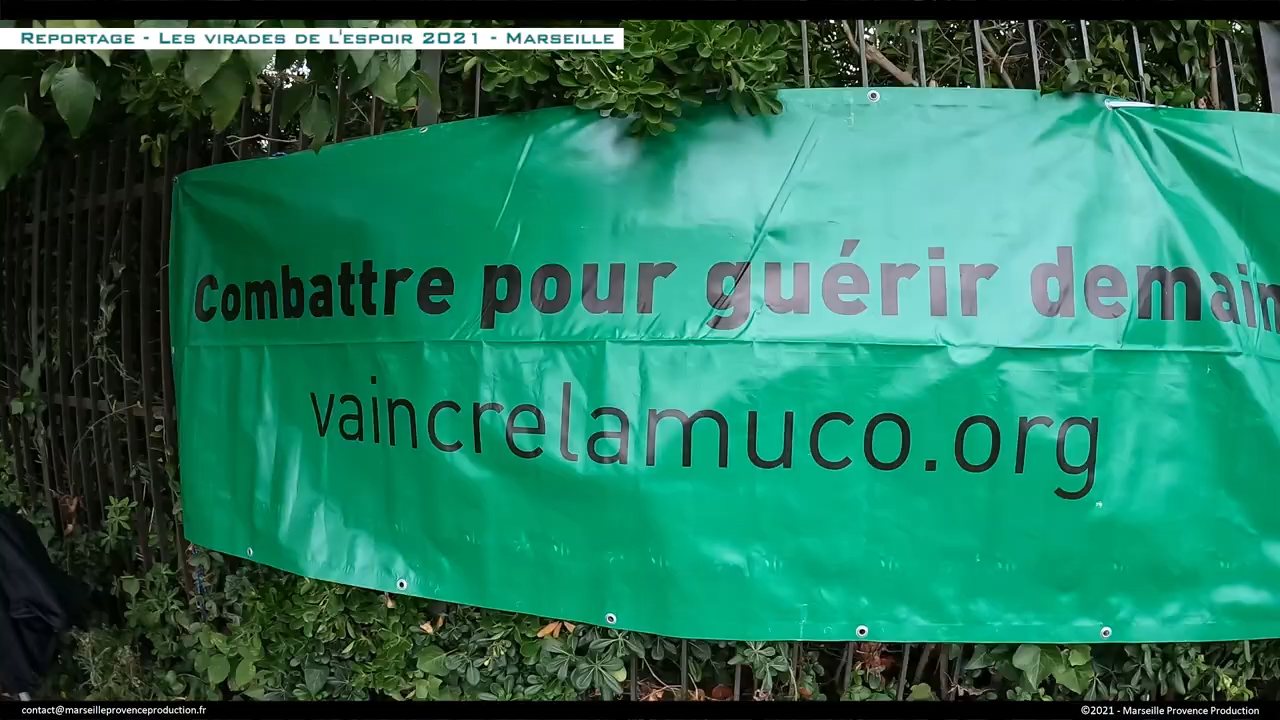 Reportage - Les virades de l'espoir 2021 - Marseille
Combattre pour guérir demain
vaincrelamuco.org
contact@marseilleprovenceproduction.fr
©2021 - Marseille Provence Production